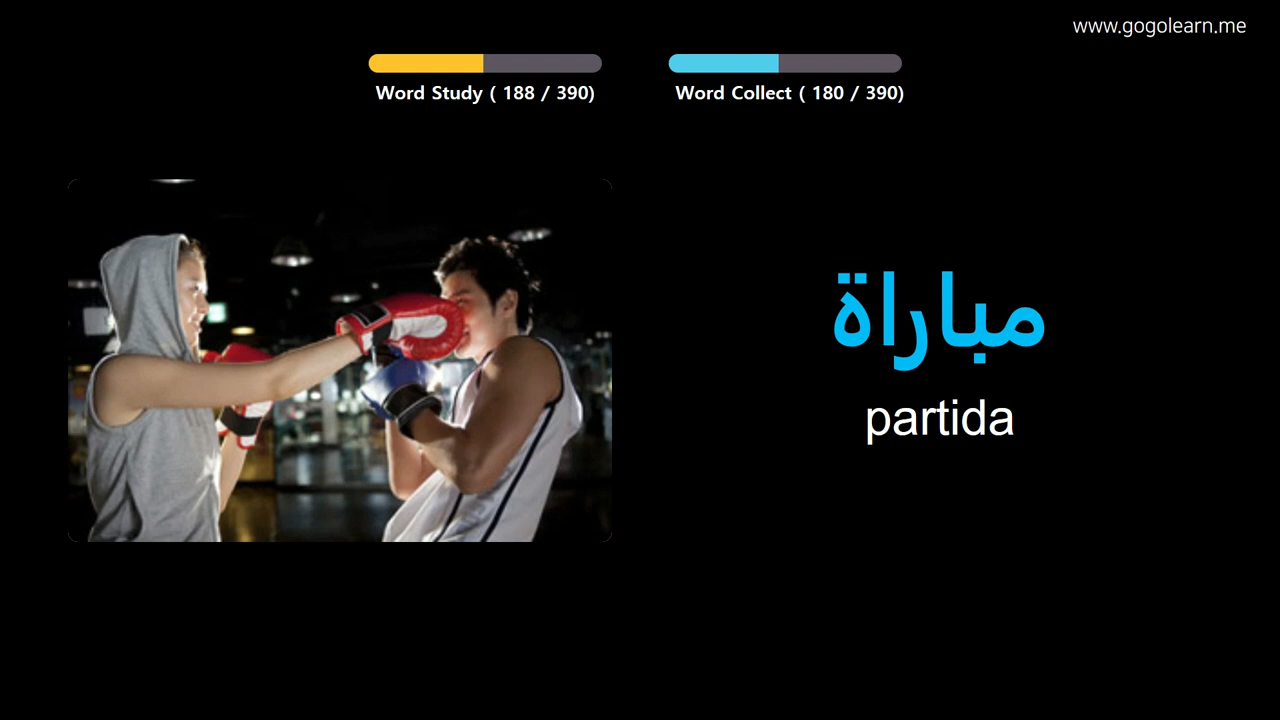 www.gogolearn.me
Word Study ( 188 / 390)
Word Collect ( 180 / 390)
مباراة
partida